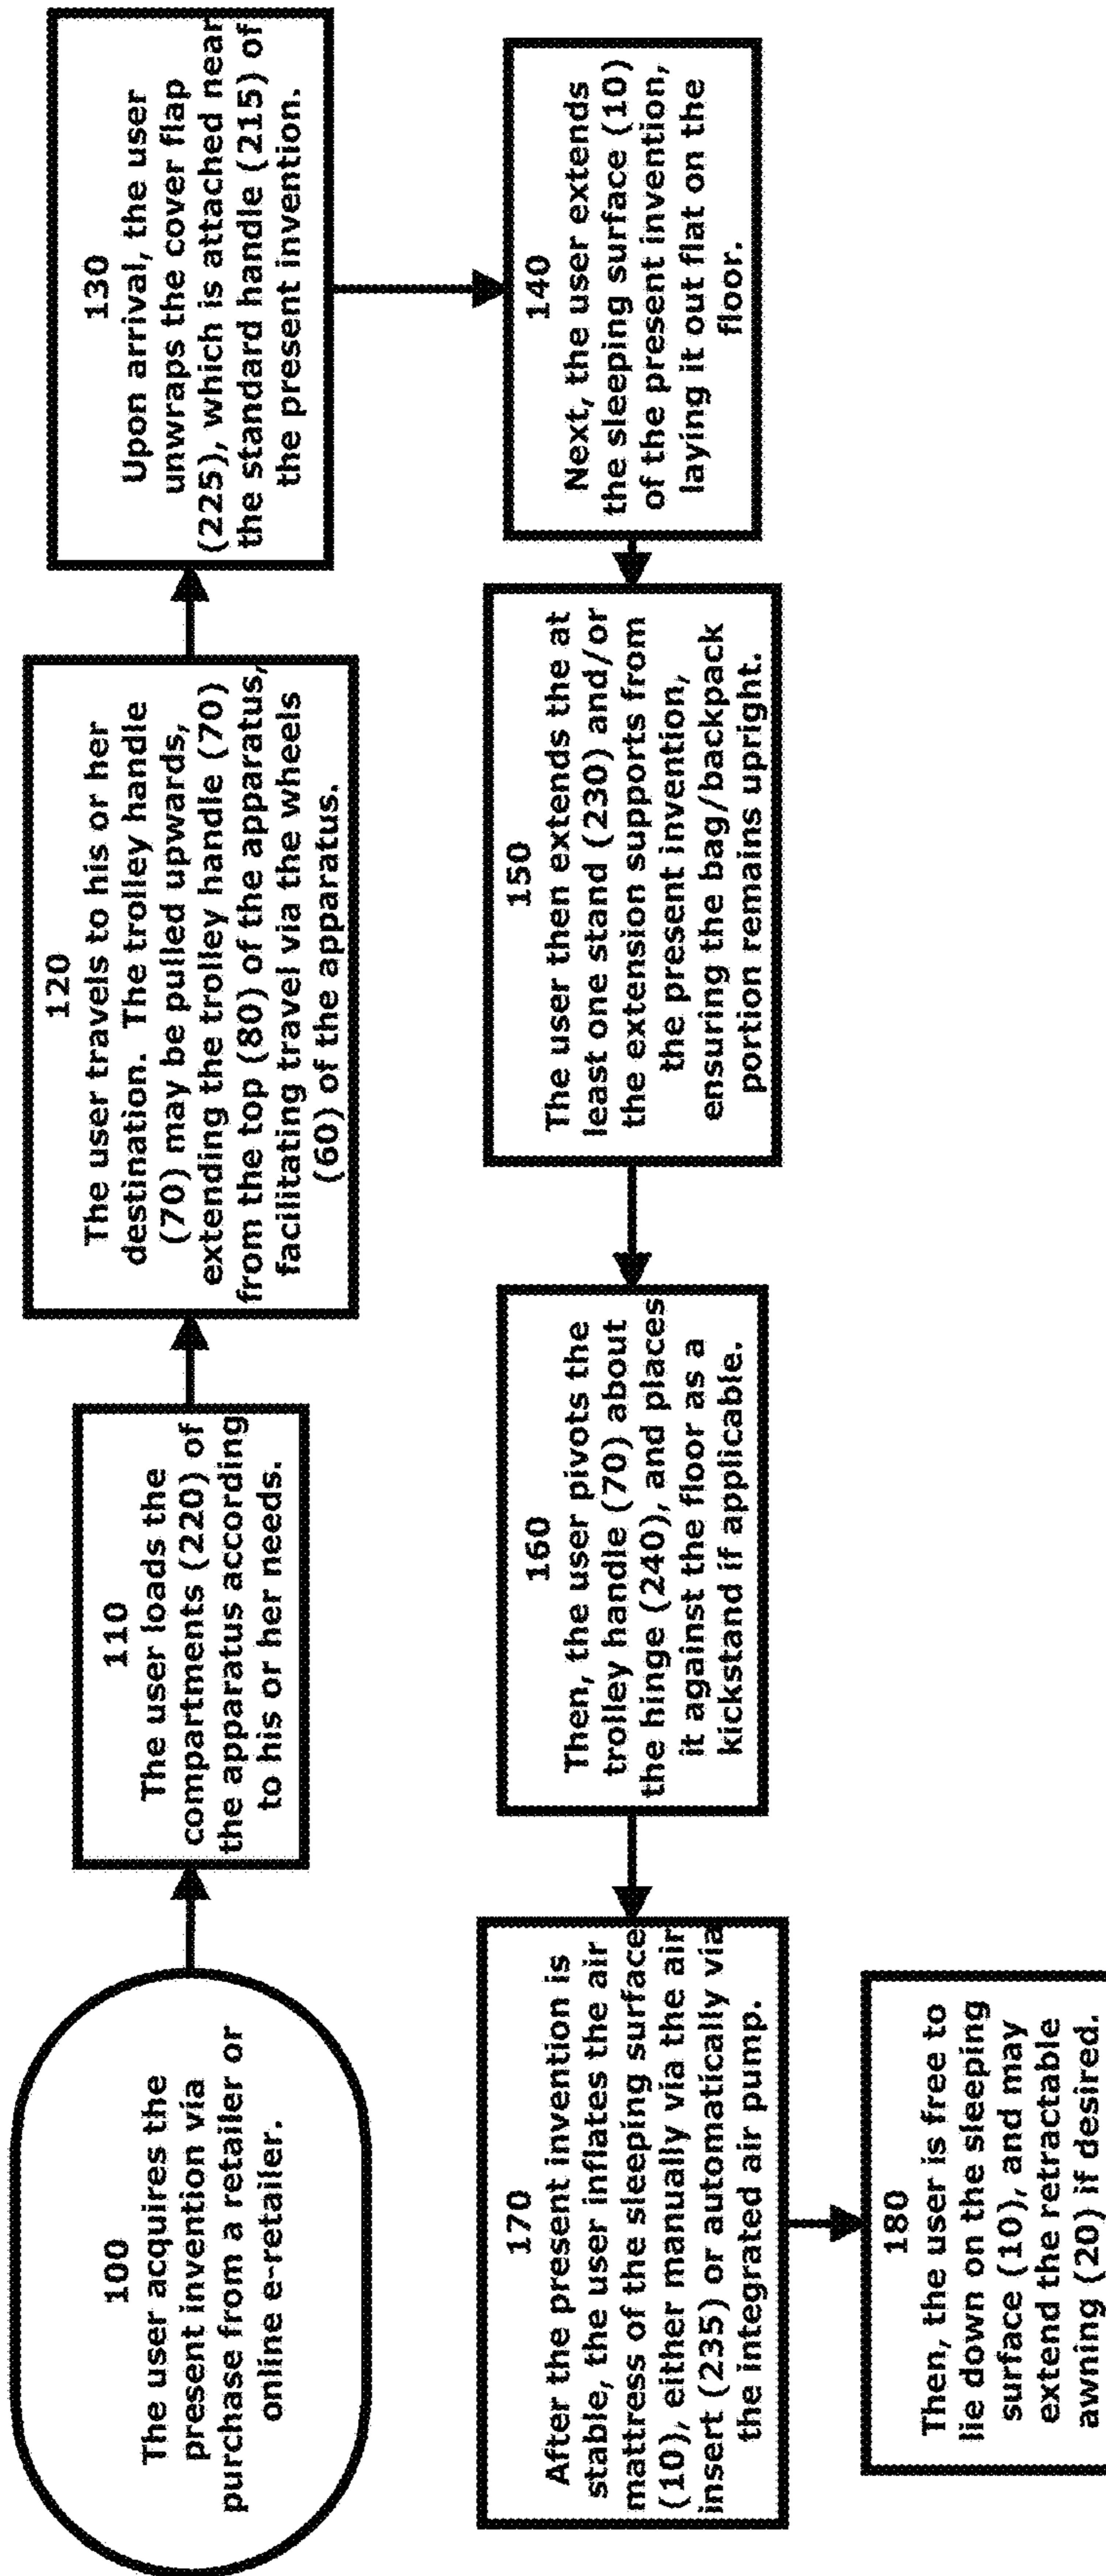 100
The user acquires the
present invention via
purchase from a retailer or
online e-retailer.
110
The user loads the
compartments (220) of
the apparatus according
to his or her needs.
120
The user travels to his or her
destination. The trolley handle
(70) may be pulled upwards,
extending the trolley handle (70)
from the top (80) of the apparatus,
facilitating travel via the wheels
(60) of the apparatus.
130
Upon arrival, the user
unwraps the cover flap
(225), which is attached near
the standard handle (215) of
the present invention.
140
Next, the user extends
the sleeping surface (10)
of the present invention,
laying it out flat on the
floor.
150
The user then extends the at
least one stand (230) and/or
the extension supports from
the present invention,
ensuring the bag/backpack
portion remains upright.
160
Then, the user pivots the
trolley handle (70) about
the hinge (240), and places
it against the floor as a
kickstand if applicable.
170
After the present invention is
stable, the user inflates the air
mattress of the sleeping surface
(10), either manually via the air
insert (235) or automatically via
the integrated air pump.
180
Then, the user is free to
lie down on the sleeping
surface (10), and may
extend the retractable
awning (20) if desired.